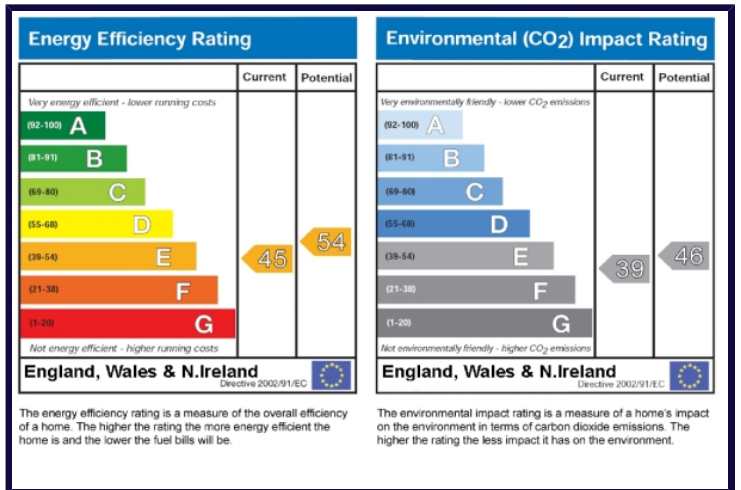 Energy Efficiency Rating
Current Potential
Very energy efficient - lower running costs
(92-100) A
(81-91) B
(69-80) C
(55-68) D
(39-54) E
(21-38) F
(1-20) G
45
54
Not energy efficient - higher running costs
England, Wales & N.Ireland
Directive 2002/91/EC
The energy efficiency rating is a measure of the overall efficiency
of a home. The higher the rating the more energy efficient the
home is and the lower the fuel bills will be.
Environmental (CO2) Impact Rating
Current Potential
Very environmentally friendly - lower CO2 emissions
(92-100) A
(81-91) B
(69-80) C
(55-68) D
(39-54) E
(21-38) F
(1-20) G
39
46
Not environmentally friendly - higher CO2 emissions
England, Wales & N.Ireland
Directive 2002/91/EC
The environmental impact rating is a measure of a home's impact
on the environment in terms of carbon dioxide emissions. The
higher the rating the less impact it has on the environment.